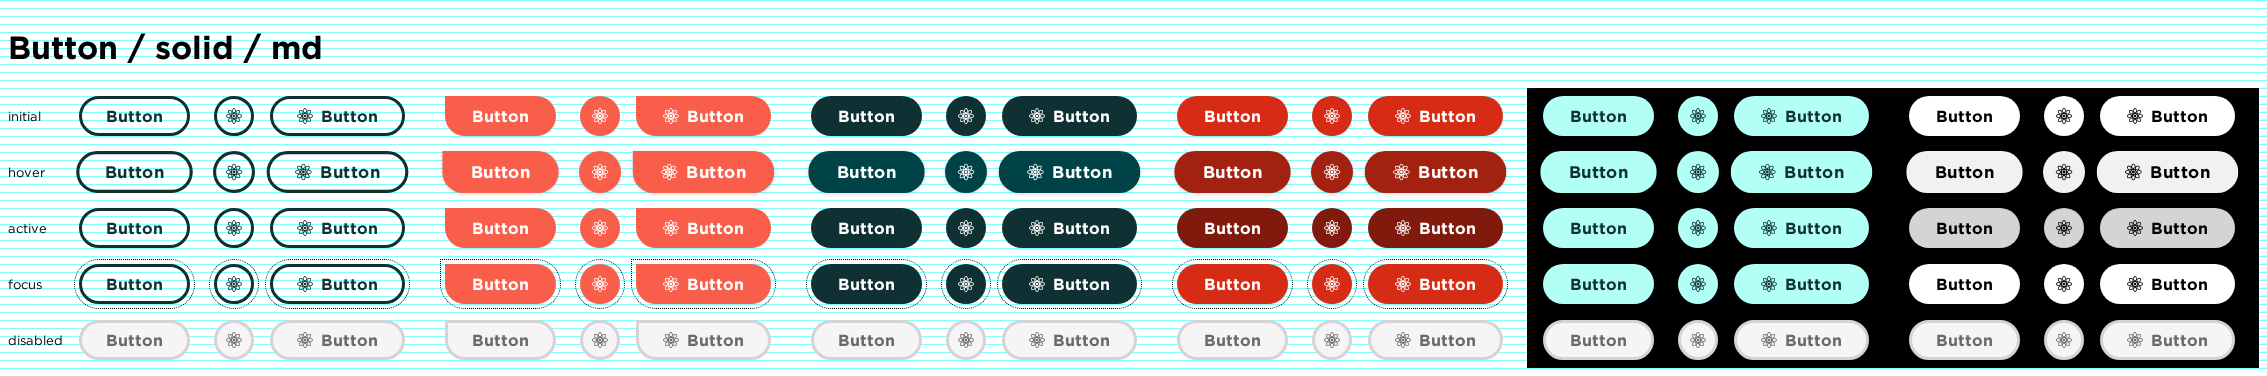 Button / solid / md
initial Button Button Button Button Button Button Button Button Button Button Button Button
hover Button Button Button Button Button Button Button Button Button Button Button Button
active Button Button Button Button Button Button Button Button Button Button Button Button
focus Button Button Button Button Button Button Button Button Button Button Button Button
disabled Button Button Button Button Button Button Button Button Button Button Button Button